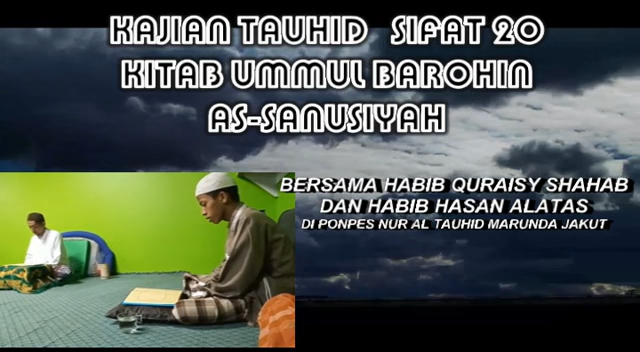 KAJIAN TAUHID SIFAT 20
KITAB UMMUL BAROHIN
AS-SANUSIYAH
BERSAMA HABIB QURAISY SHAHAB
DAN HABIB HASAN ALATAS
DI PONPES NUR AL TAUHID MARUNDA JAKUT